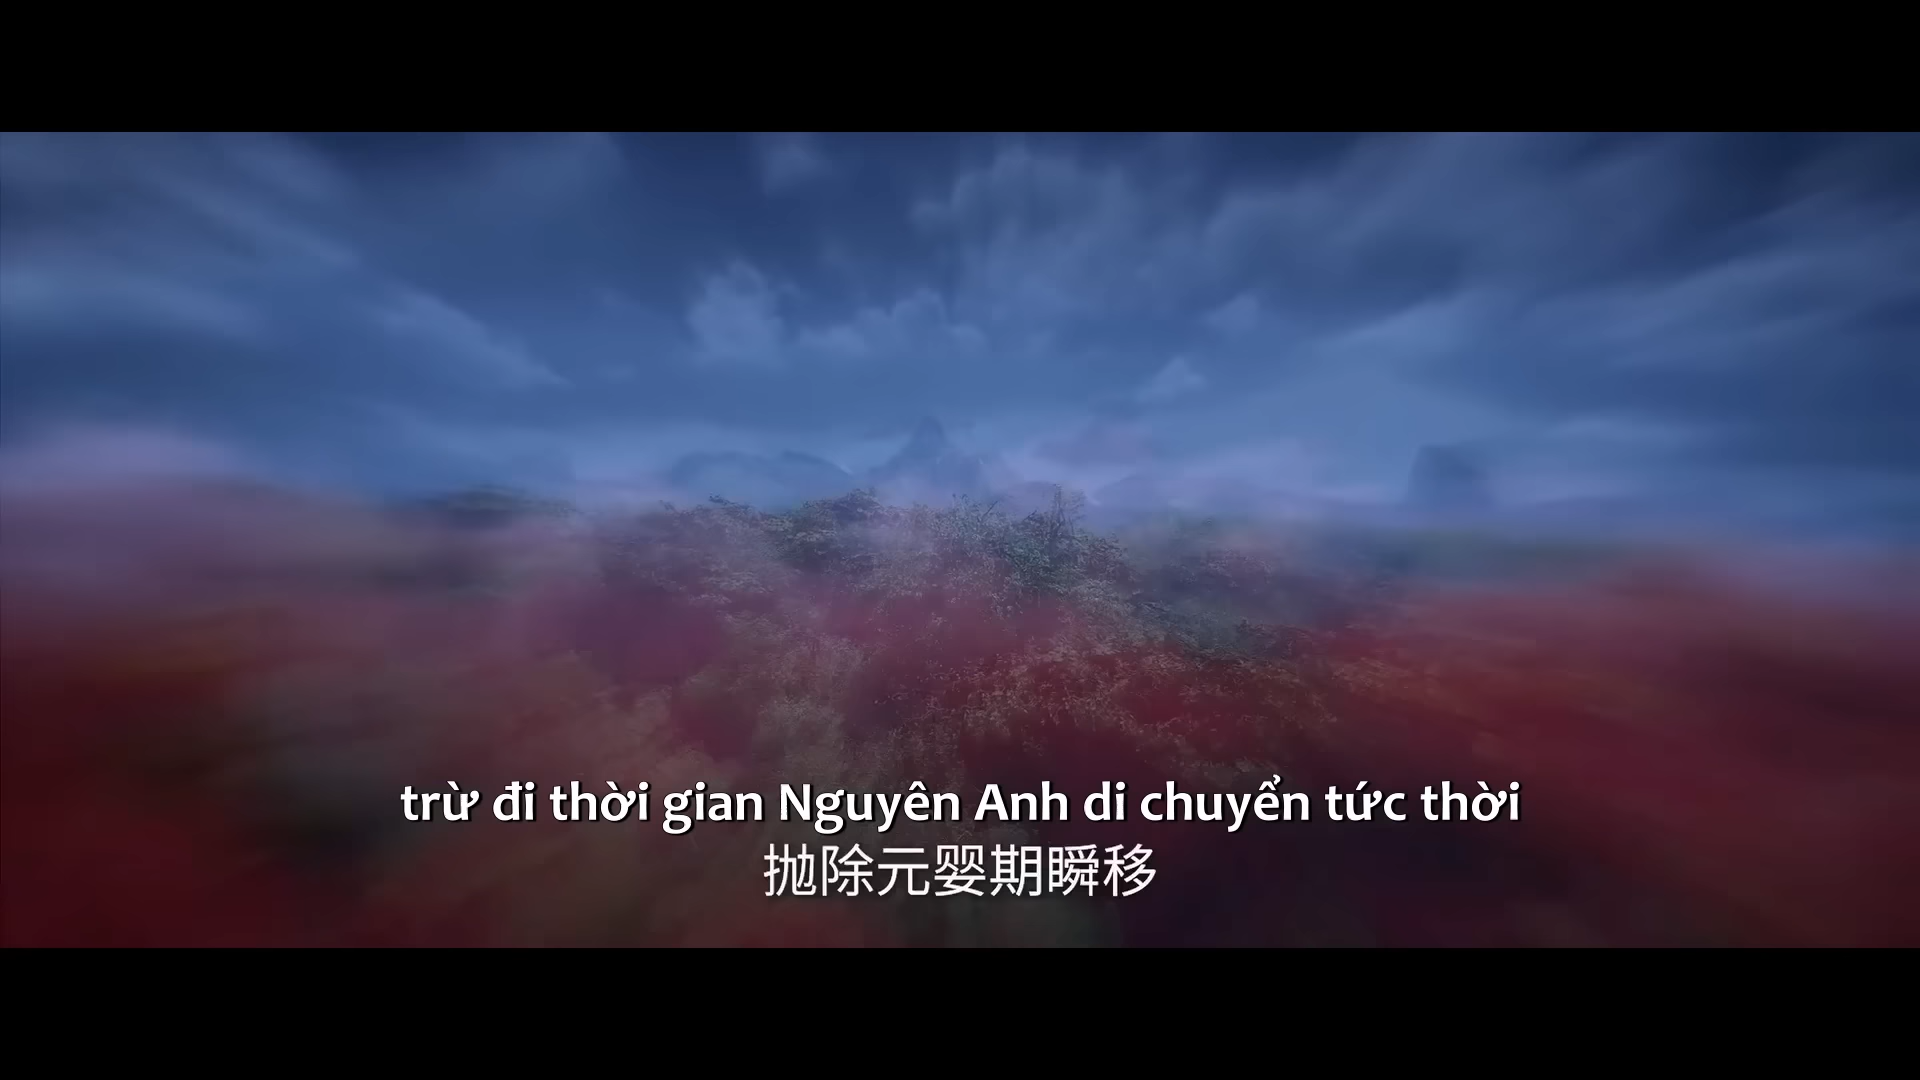 trừ đi thời gian Nguyên Anh di chuyển tức thời
抛除元婴期瞬移